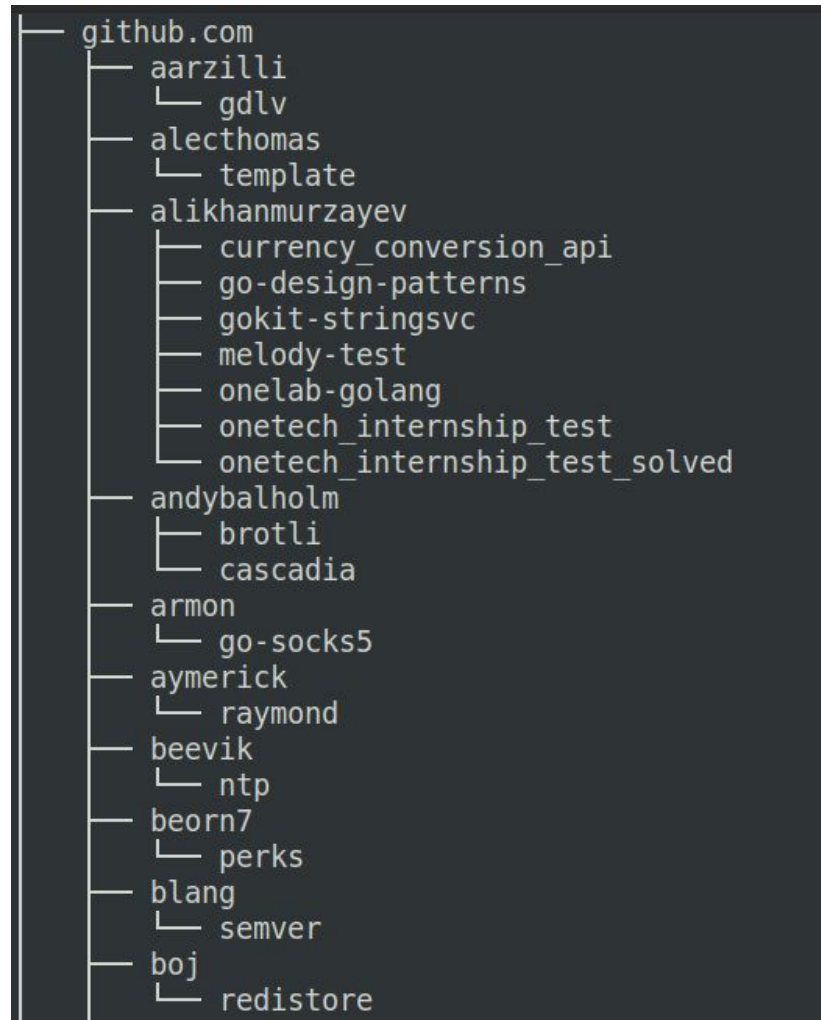 github.com
aarzilli
gdlv
alecthomas
template
alikhanmurzayev
currency_conversion_api
go-design-patterns
gokit-stringsvc
melody-test
onelab-golang
onetech_internship_test
onetech_internship_test_solved
andybalholm
brotli
cascadia
armon
go-socks5
aymerick
raymond
beevik
ntp
beorn7
perks
blang
semver
boj
redistore